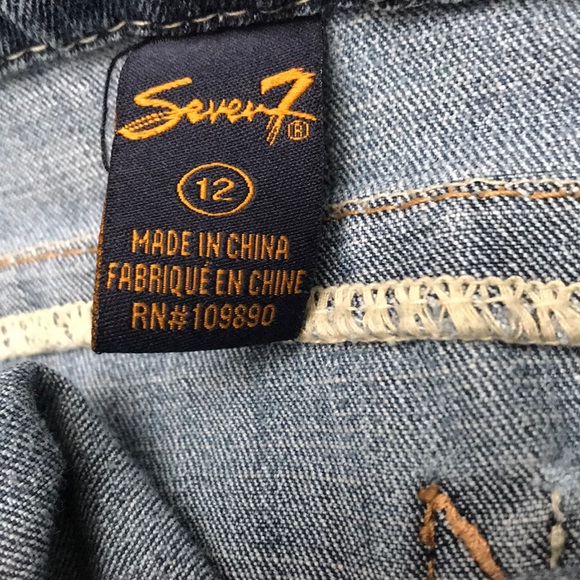 Seven7®
12
MADE IN CHINA
FABRIQUÉ EN CHINE
RN#109890